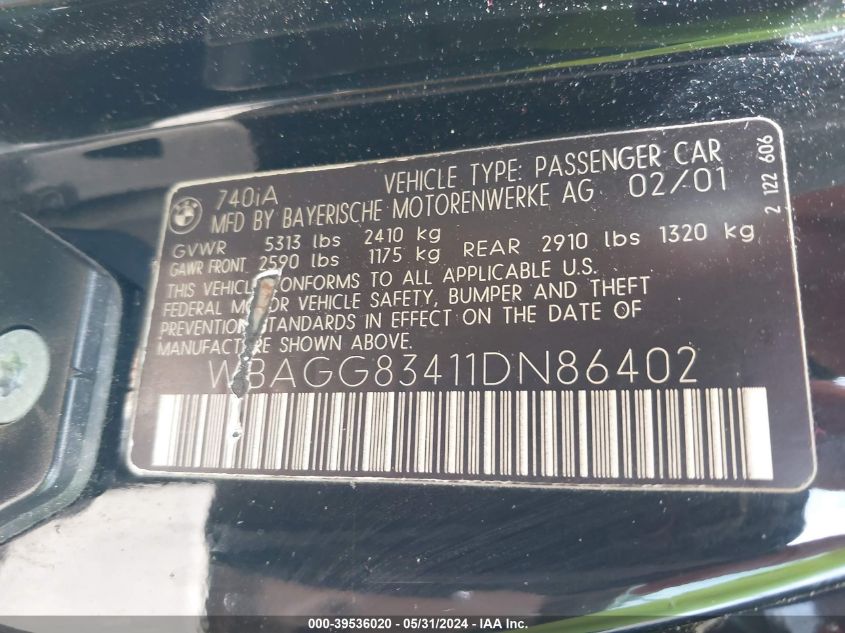 740iA VEHICLE TYPE: PASSENGER CAR
MFD BY BAYERISCHE MOTORENWERKE AG 02/01
GVWR 5313 lbs 2410 kg
GAWR FRONT 2590 lbs 1175 kg REAR 2910 lbs 1320 kg
THIS VEHICLE CONFORMS TO ALL APPLICABLE U.S.
FEDERAL MOTOR VEHICLE SAFETY, BUMPER AND THEFT
PREVENTION STANDARDS IN EFFECT ON THE DATE OF
MANUFACTURE SHOWN ABOVE.
WBAGG83411DN86402
2 122 606
000-39536020 - 05/31/2024 - IAA Inc.